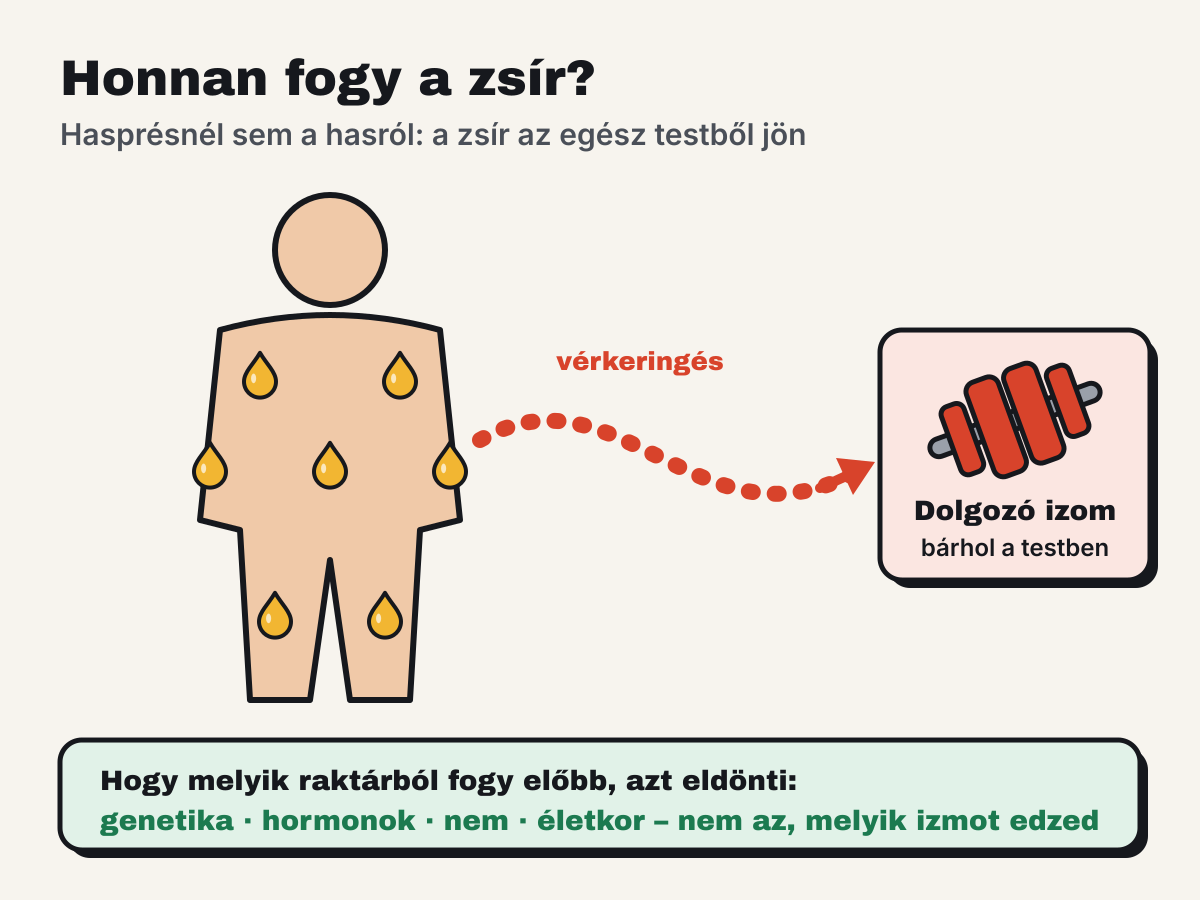 Honnan fogy a zsír?
Hasprésnél sem a hasról: a zsír az egész testből jön
vérkeringés
Dolgozó izom
bárhol a testben
Hogy melyik raktárból fogy előbb, azt eldönti:
genetika · hormonok · nem · életkor – nem az, melyik izmot edzed